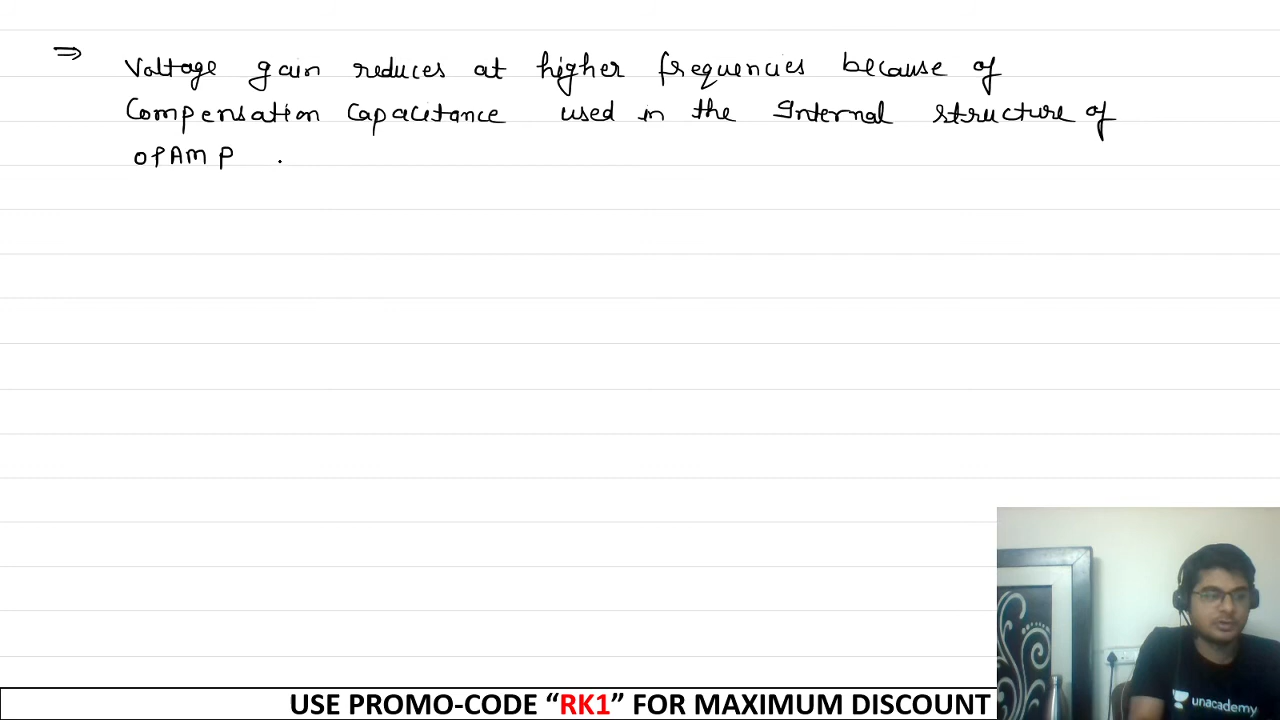 ⇒ Voltage gain reduces at higher frequencies because of
Compensation Capacitance used in the Internal structure of
OPAMP .
unacademy
USE PROMO-CODE “RK1” FOR MAXIMUM DISCOUNT